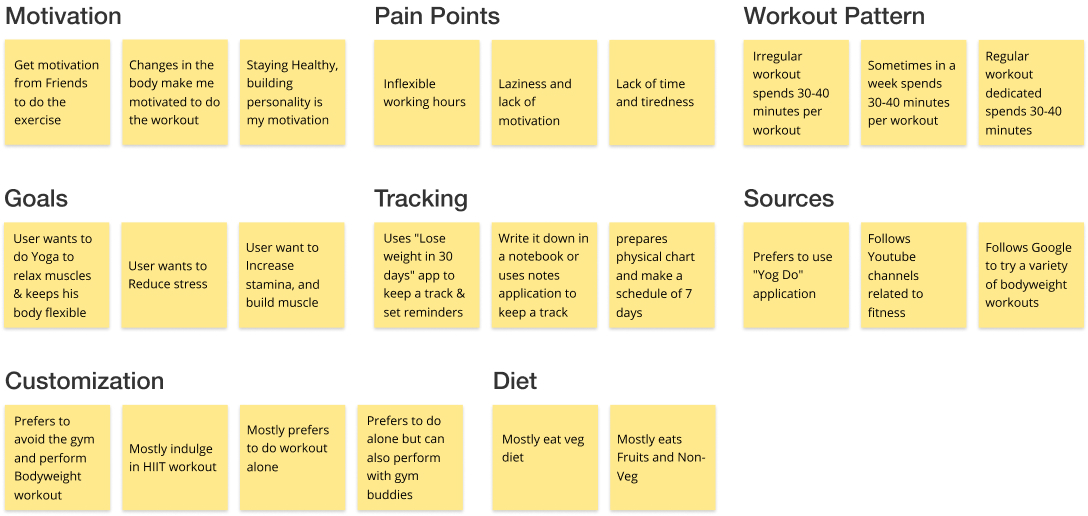 Motivation
Get motivation
from Friends
to do the
exercise
Changes in the
body make me
motivated to do
the workout
Staying Healthy,
building
personality is
my motivation
Pain Points
Inflexible
working hours
Laziness and
lack of
motivation
Lack of time
and tiredness
Workout Pattern
Irregular
workout
spends 30-40
minutes per
workout
Sometimes in a
week spends
30-40 minutes
per workout
Regular
workout
dedicated
spends 30-40
minutes
Goals
User wants to
do Yoga to
relax muscles
& keeps his
body flexible
User wants to
Reduce stress
User want to
Increase
stamina, and
build muscle
Tracking
Uses "Lose
weight in 30
days" app to
keep a track &
set reminders
Write it down in
a notebook or
uses notes
application to
keep a track
prepares
physical chart
and make a
schedule of 7
days
Sources
Prefers to use
"Yog Do"
application
Follows
Youtube
channels
related to
fitness
Follows Google
to try a variety
of bodyweight
workouts
Customization
Prefers to
avoid the gym
and perform
Bodyweight
workout
Mostly indulge
in HIIT workout
Mostly prefers
to do workout
alone
Prefers to do
alone but can
also perform
with gym
buddies
Diet
Mostly eat veg
diet
Mostly eats
Fruits and Non-
Veg